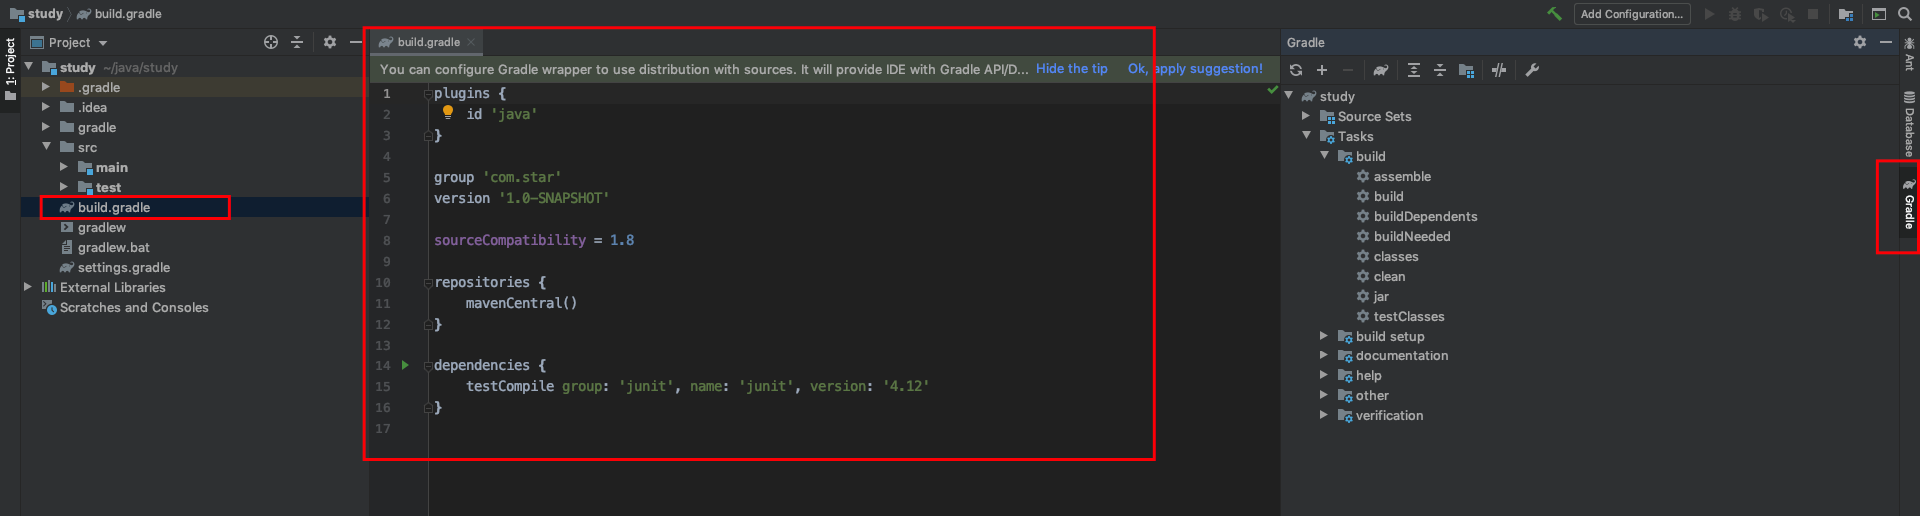 study
build.gradle
Add Configuration...
1: Project
Project
study ~/java/study
.gradle
.idea
gradle
src
main
test
build.gradle
gradlew
gradlew.bat
settings.gradle
External Libraries
Scratches and Consoles
build.gradle
You can configure Gradle wrapper to use distribution with sources. It will provide IDE with Gradle API/D... Hide the tip Ok, apply suggestion!
1 plugins {
2 id 'java'
3 }
4
5 group 'com.star'
6 version '1.0-SNAPSHOT'
7
8 sourceCompatibility = 1.8
9
10 repositories {
11 mavenCentral()
12 }
13
14 dependencies {
15 testCompile group: 'junit', name: 'junit', version: '4.12'
16 }
17
Gradle
study
Source Sets
Tasks
build
assemble
build
buildDependents
buildNeeded
classes
clean
jar
testClasses
build setup
documentation
help
other
verification
Ant
Database
Gradle